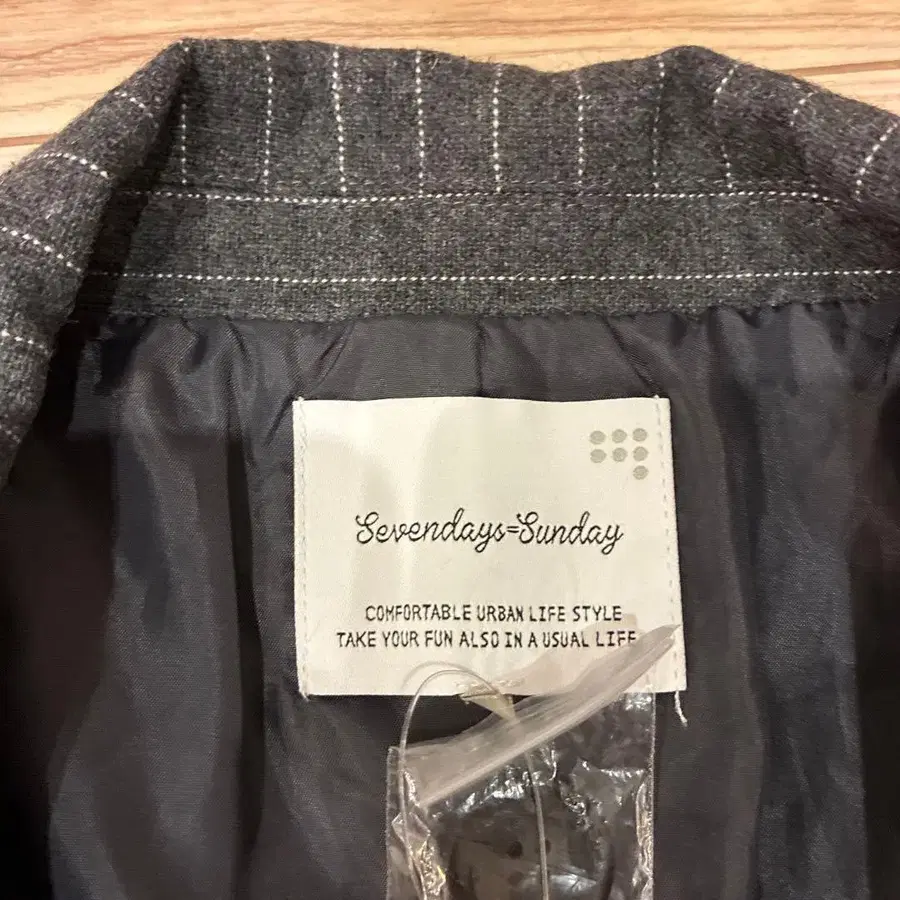 Sevendays=Sunday
COMFORTABLE URBAN LIFE STYLE
TAKE YOUR FUN ALSO IN A USUAL LIFE